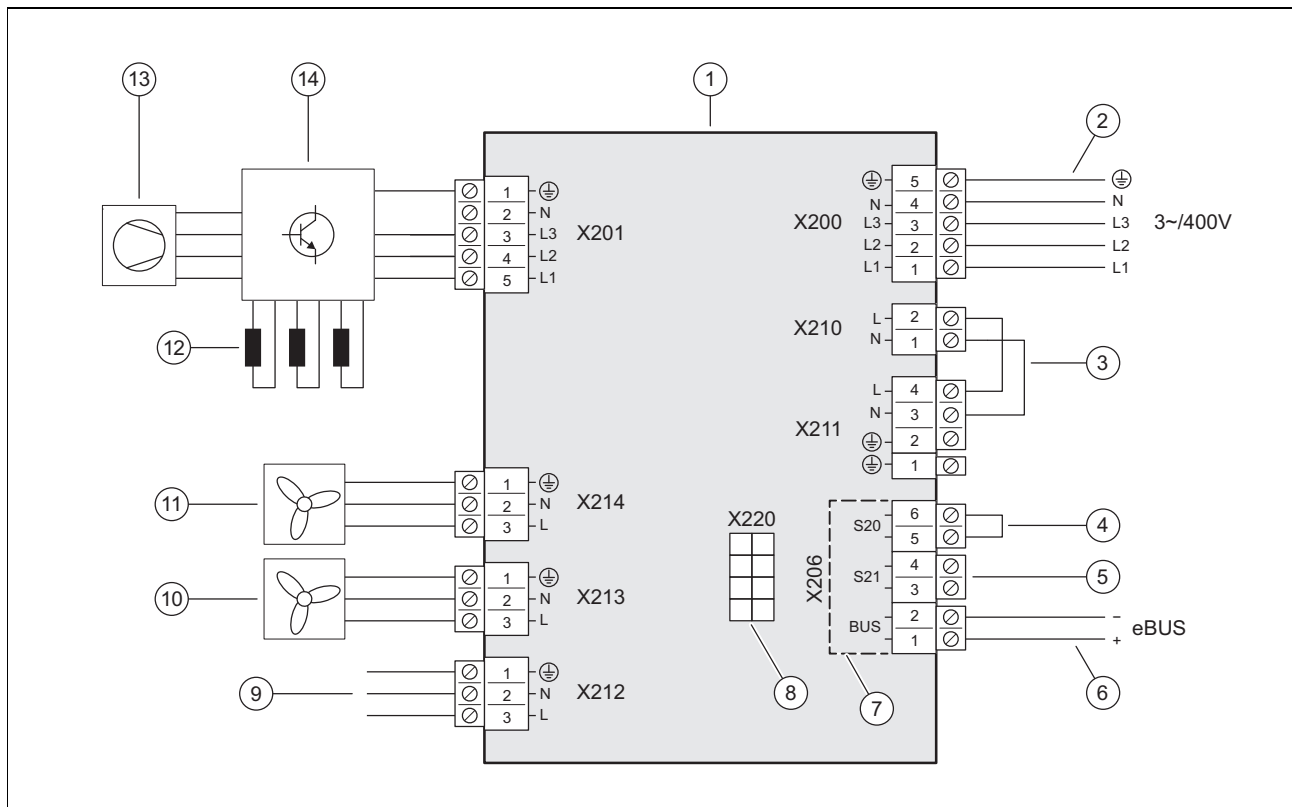 13
14
1
2
1
2 N
3 L3
4 L2
5 L1
X201
X200
5
N 4
L3 3
L2 2
L1 1
N
L3
L2
L1
3~/400V
12
X210
L 2
N 1
3
X211
L 4
N 3
2
1
11
1
2 N
3 L
X214
10
1
2 N
3 L
X213
9
1
2 N
3 L
X212
X220
8
X206
S20
6
5
4
S21
4
3
5
BUS
2
1
−
+
eBUS
7
6